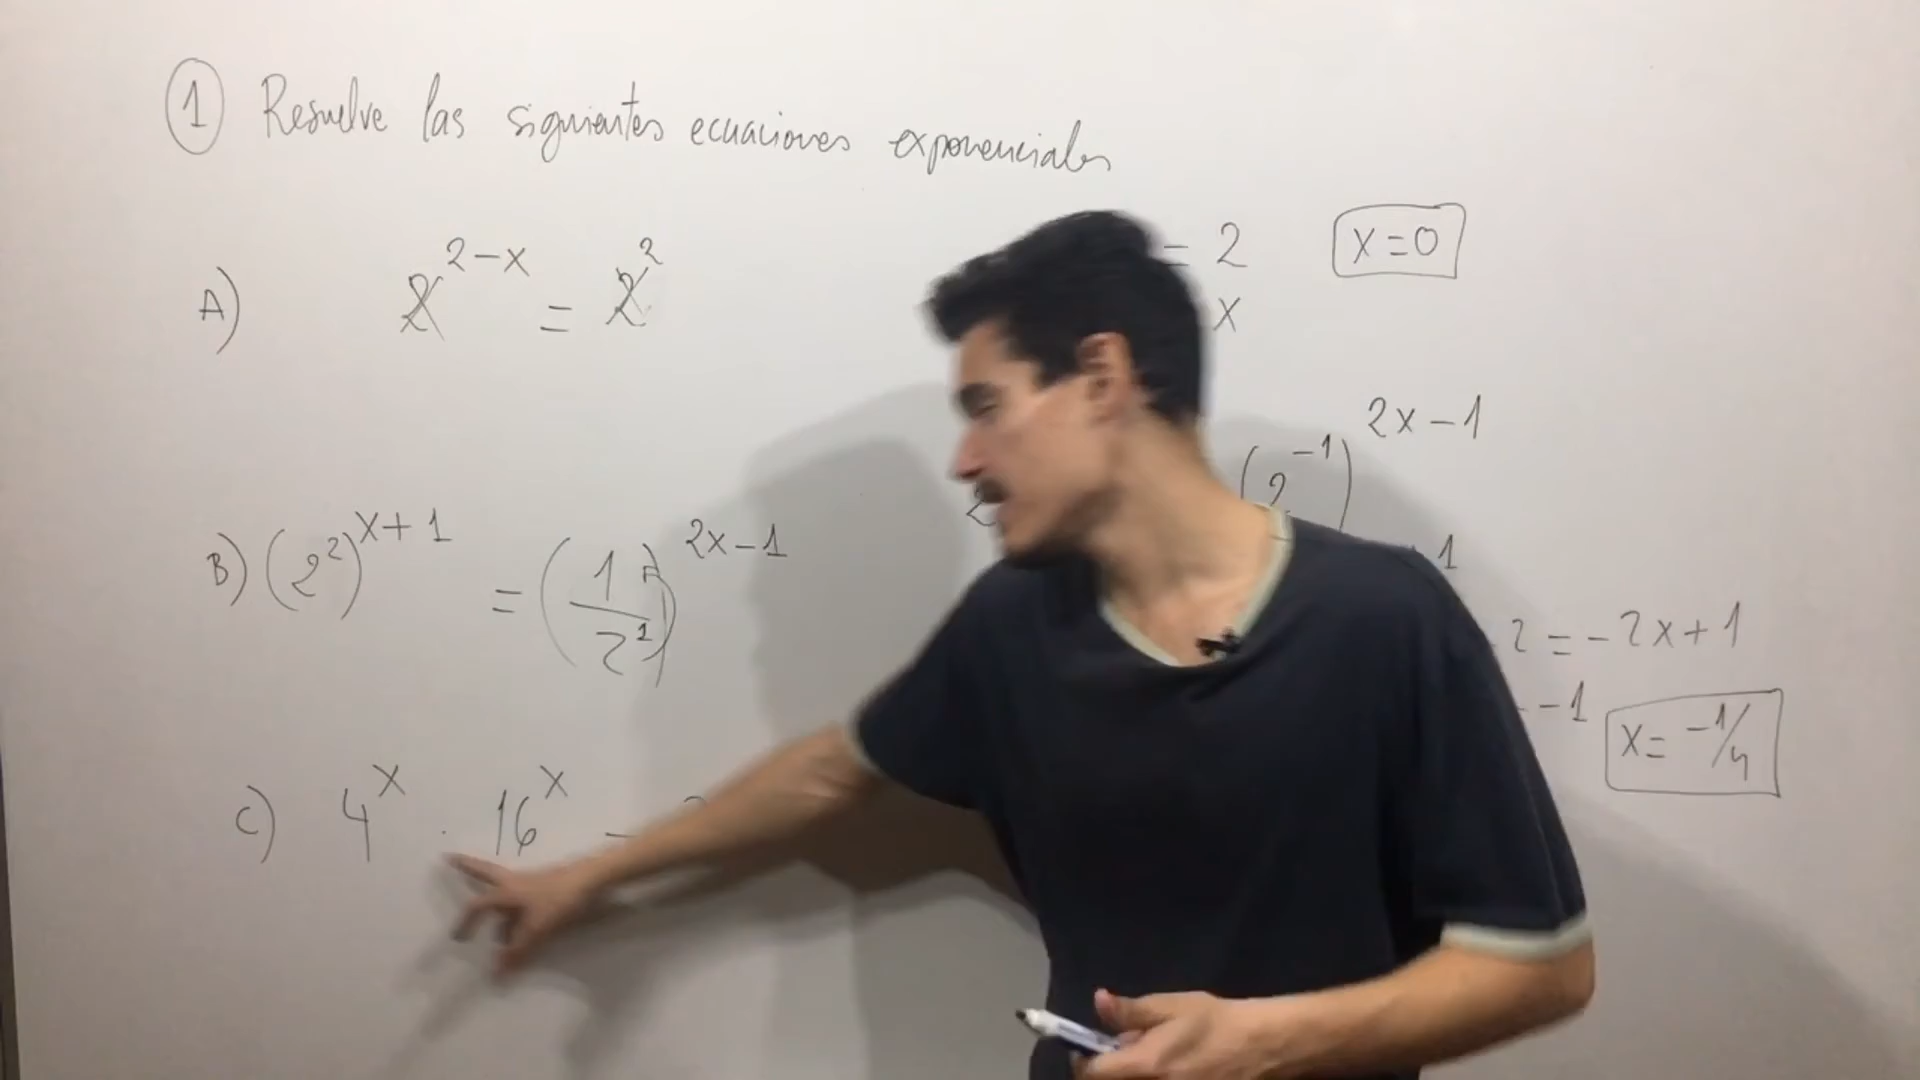 ① Resuelve las siguientes ecuaciones exponenciales
A) 2^{2-x} = 2^2
= 2
x
x=0
B) (2^2)^{x+1} = (1/2^1)^{2x-1}
(2^{-1})^{2x-1}
1
2 = -2x+1
-1
x= -1/4
C) 4^x · 16^x